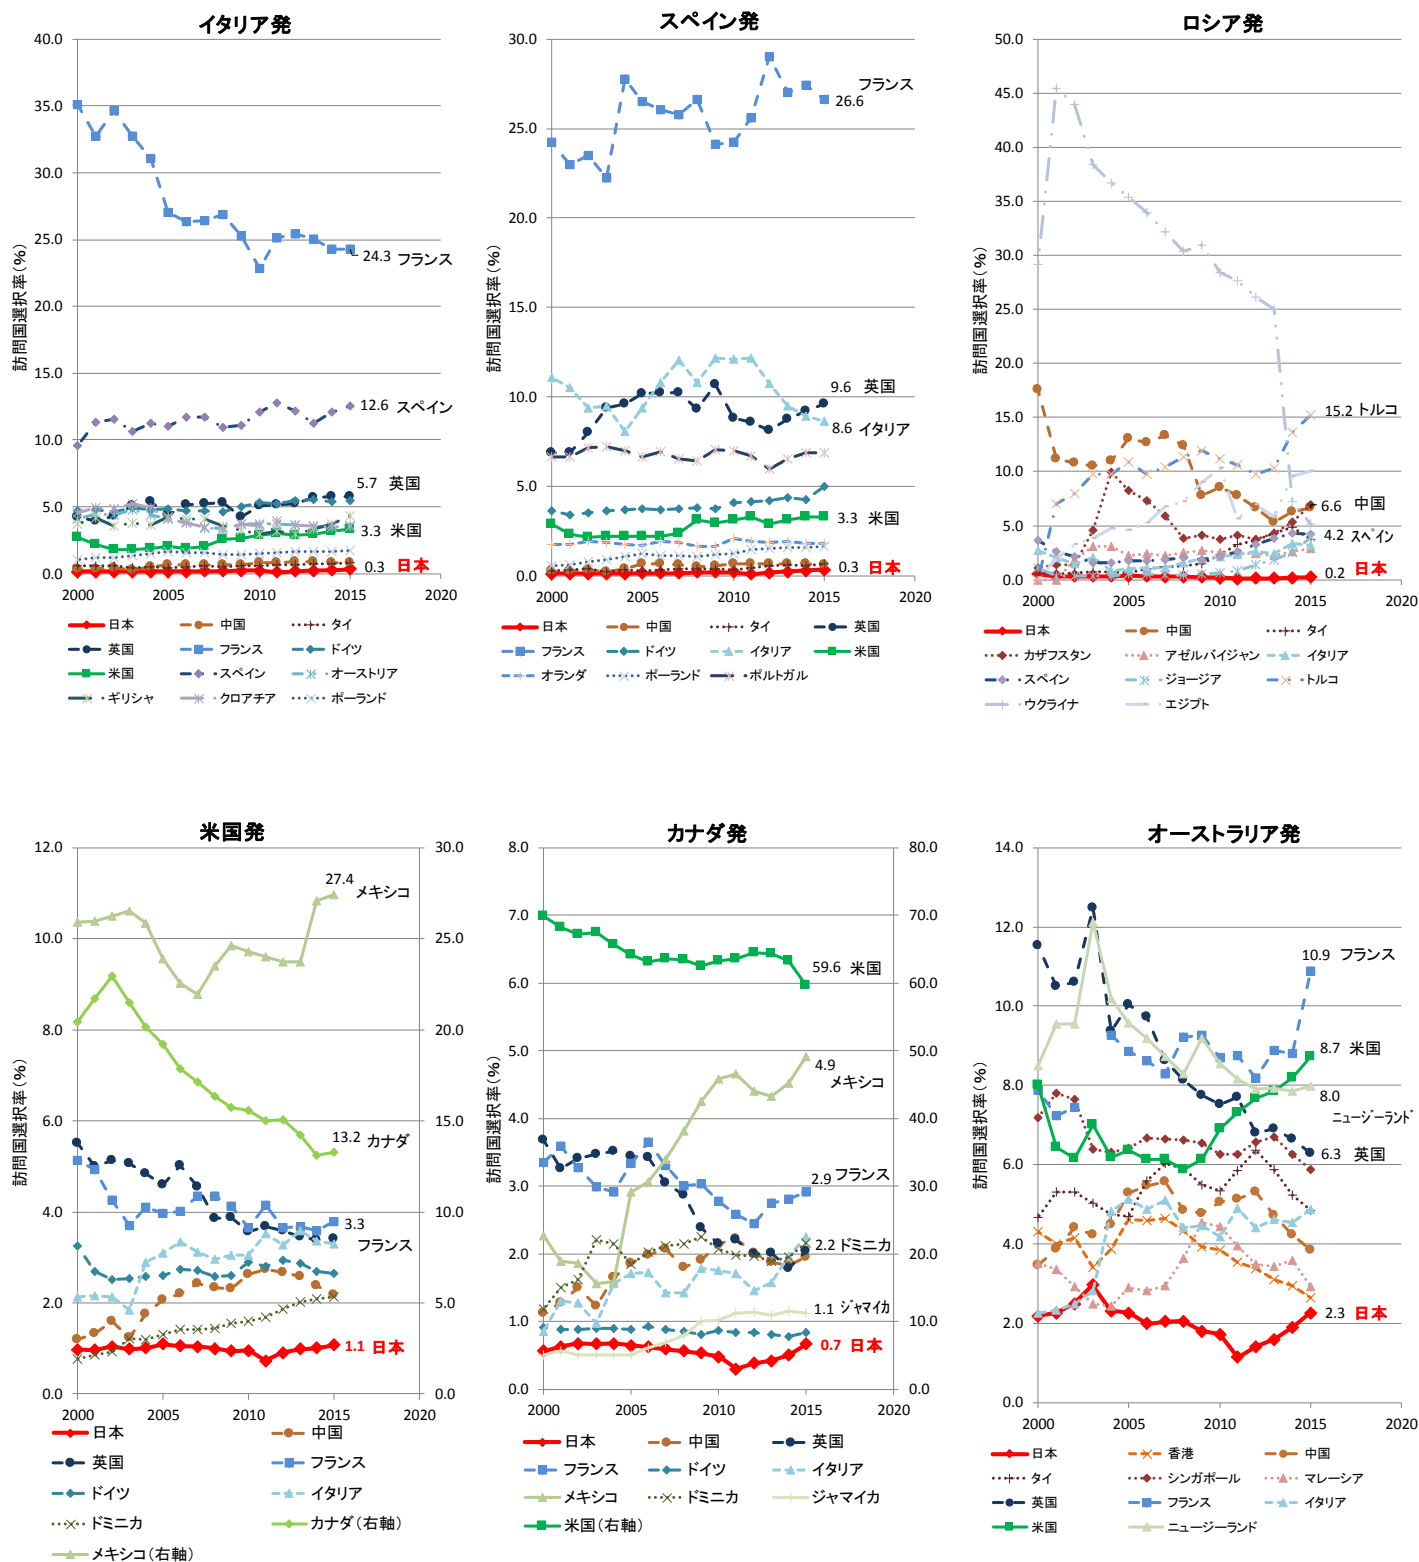 イタリア発
訪問国選択率(%)
40.0
35.0
30.0
25.0
20.0
15.0
10.0
5.0
0.0
24.3 フランス
12.6 スペイン
5.7 英国
3.3 米国
0.3 日本
2000 2005 2010 2015 2020
日本 中国 タイ
英国 フランス ドイツ
米国 スペイン オーストリア
ギリシャ クロアチア ポーランド
スペイン発
訪問国選択率(%)
30.0
25.0
20.0
15.0
10.0
5.0
0.0
フランス
26.6
9.6 英国
8.6 イタリア
3.3 米国
0.3 日本
2000 2005 2010 2015 2020
日本 中国 タイ 英国
フランス ドイツ イタリア 米国
オランダ ポーランド ポルトガル
ロシア発
訪問国選択率(%)
50.0
45.0
40.0
35.0
30.0
25.0
20.0
15.0
10.0
5.0
0.0
15.2 トルコ
6.6 中国
4.2 スペイン
0.2 日本
2000 2005 2010 2015 2020
日本 中国 タイ
カザフスタン アゼルバイジャン イタリア
スペイン ジョージア トルコ
ウクライナ エジプト
米国発
訪問国選択率(%)
12.0 30.0
10.0 25.0
8.0 20.0
6.0 15.0
4.0 10.0
2.0 5.0
0.0 0.0
27.4
メキシコ
13.2 カナダ
3.3
フランス
1.1 日本
2000 2005 2010 2015 2020
日本 中国
英国 フランス
ドイツ イタリア
ドミニカ カナダ(右軸)
メキシコ(右軸)
カナダ発
訪問国選択率(%)
8.0 80.0
7.0 70.0
6.0 60.0
5.0 50.0
4.0 40.0
3.0 30.0
2.0 20.0
1.0 10.0
0.0 0.0
59.6 米国
4.9
メキシコ
2.9 フランス
2.2 ドミニカ
1.1 ジャマイカ
0.7 日本
2000 2005 2010 2015 2020
日本 中国 英国
フランス ドイツ イタリア
メキシコ ドミニカ ジャマイカ
米国(右軸)
オーストラリア発
訪問国選択率(%)
14.0
12.0
10.0
8.0
6.0
4.0
2.0
0.0
10.9 フランス
8.7 米国
8.0
ニュージーランド
6.3 英国
2.3 日本
2000 2005 2010 2015 2020
日本 香港 中国
タイ シンガポール マレーシア
英国 フランス イタリア
米国 ニュージーランド